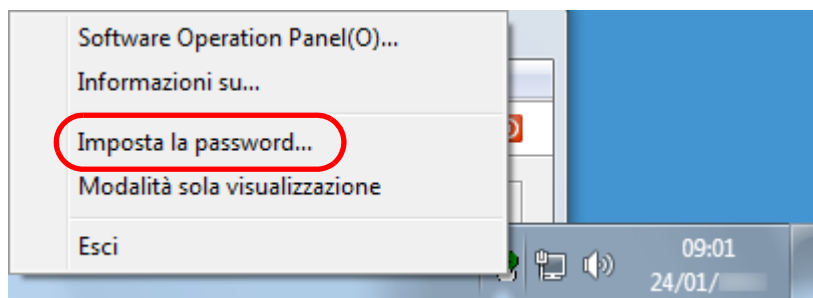 Software Operation Panel(O)...
Informazioni su...
Imposta la password...
Modalità sola visualizzazione
Esci
09:01
24/01/